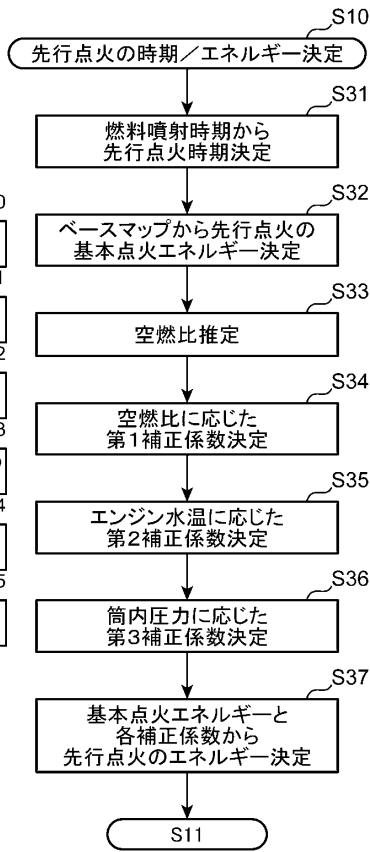 S10
先行点火の時期／エネルギー決定
S31
燃料噴射時期から
先行点火時期決定
S32
ベースマップから先行点火の
基本点火エネルギー決定
S33
空燃比推定
S34
空燃比に応じた
第1補正係数決定
S35
エンジン水温に応じた
第2補正係数決定
S36
筒内圧力に応じた
第3補正係数決定
S37
基本点火エネルギーと
各補正係数から
先行点火のエネルギー決定
S11